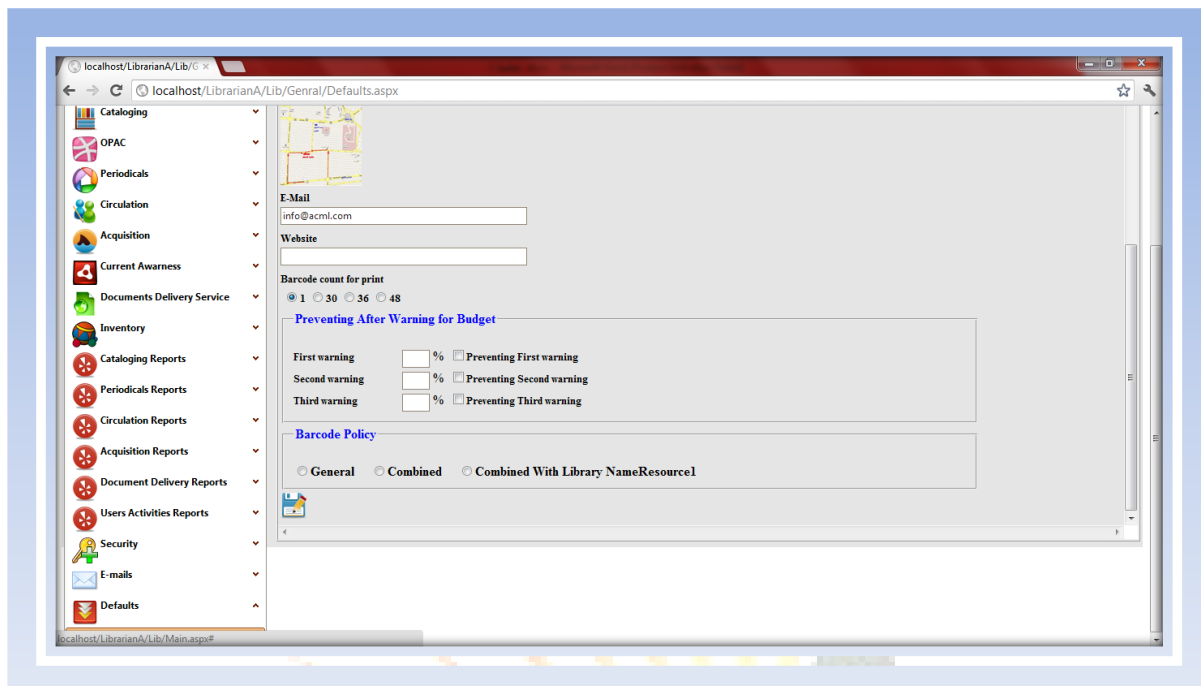 localhost/LibrarianA/Lib/G
localhost/LibrarianA/Lib/Genral/Defaults.aspx
Cataloging
OPAC
Periodicals
Circulation
Acquisition
Current Awarness
Documents Delivery Service
Inventory
Cataloging Reports
Periodicals Reports
Circulation Reports
Acquisition Reports
Document Delivery Reports
Users Activities Reports
Security
E-mails
Defaults
E-Mail
info@acml.com
Website
Barcode count for print
1 30 36 48
Preventing After Warning for Budget
First warning % Preventing First warning
Second warning % Preventing Second warning
Third warning % Preventing Third warning
Barcode Policy
General Combined Combined With Library NameResource1
localhost/LibrarianA/Lib/Main.aspx#